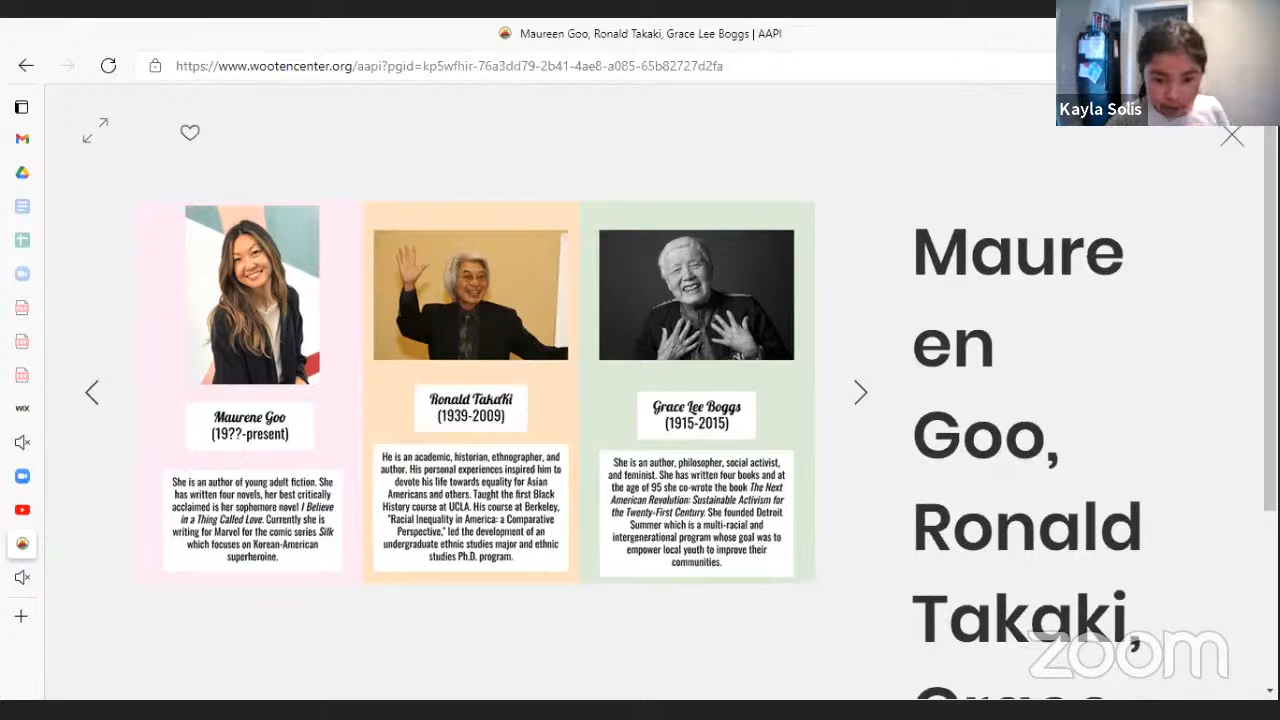 Maureen Goo, Ronald Takaki, Grace Lee Boggs | AAPI
https://www.wootencenter.org/aapi?pgid=kp5wfhir-76a3dd79-2b41-4ae8-a085-65b82727d2fa
Kayla Solis
WIX
Maurene Goo
(19??-present)
She is an author of young adult fiction. She
has written four novels, her best critically
acclaimed is her sophomore novel I Believe
in a Thing Called Love. Currently she is
writing for Marvel for the comic series Silk
which focuses on Korean-American
superheroine.
Ronald TakaKi
(1939-2009)
He is an academic, historian, ethnographer, and
author. His personal experiences inspired him to
devote his life towards equality for Asian
Americans and others. Taught the first Black
History course at UCLA. His course at Berkeley,
"Racial Inequality in America: a Comparative
Perspective," led the development of an
undergraduate ethnic studies major and ethnic
studies Ph.D. program.
Grace Lee Boggs
(1915-2015)
She is an author, philosopher, social activist,
and feminist. She has written four books and at
the age of 95 she co-wrote the book The Next
American Revolution: Sustainable Activism for
the Twenty-First Century. She founded Detroit
Summer which is a multi-racial and
intergenerational program whose goal was to
empower local youth to improve their
communities.
Maure
en
Goo,
Ronald
Takaki,
Grace
zoom